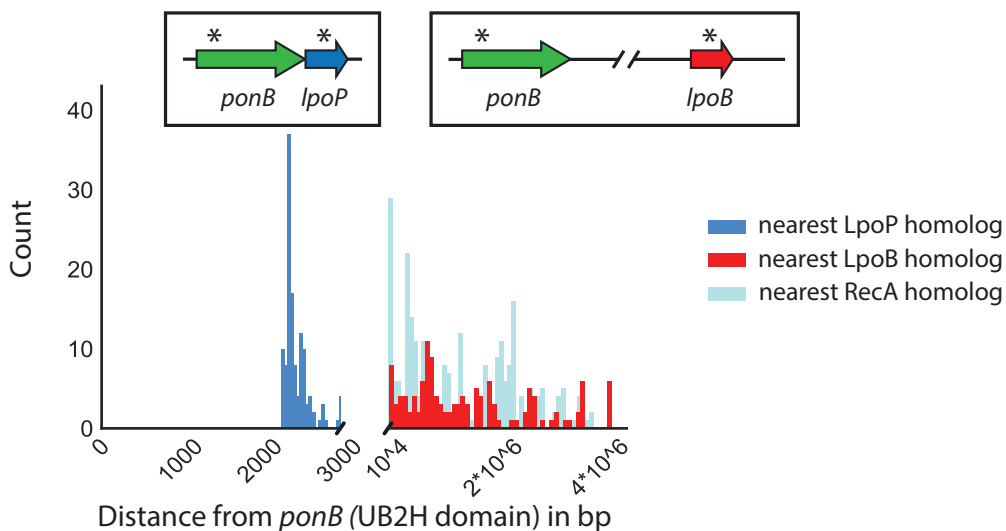 * *
ponB lpoP
* *
ponB lpoB
Count
40
30
20
10
0
0 1000 2000 3000 10^4 2*10^6 4*10^6
Distance from ponB (UB2H domain) in bp
nearest LpoP homolog
nearest LpoB homolog
nearest RecA homolog